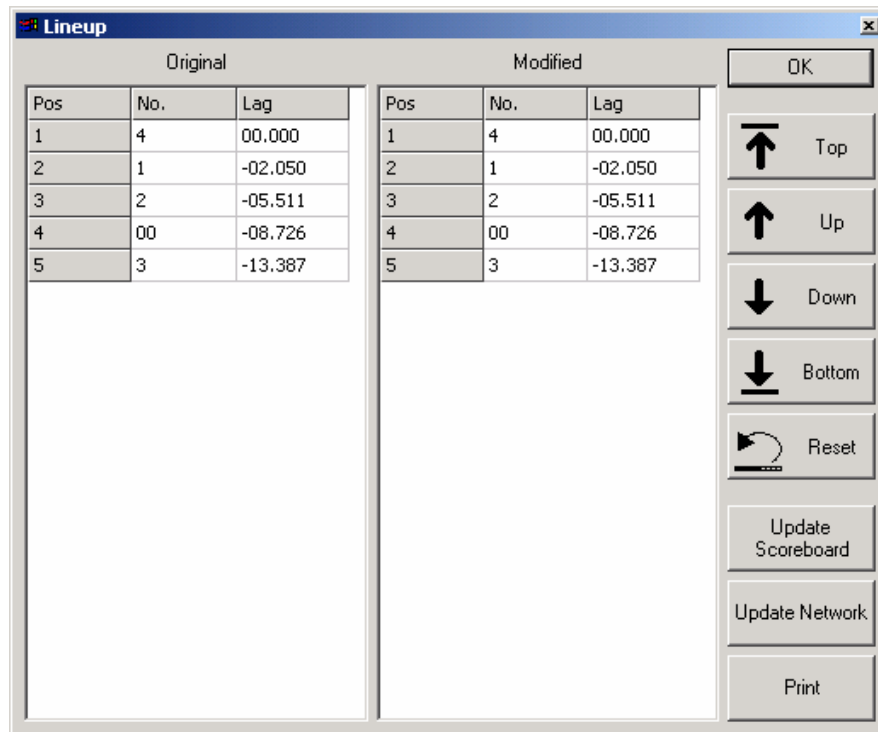 Lineup
Original
Pos No. Lag
1 4 00.000
2 1 -02.050
3 2 -05.511
4 00 -08.726
5 3 -13.387
Modified
Pos No. Lag
1 4 00.000
2 1 -02.050
3 2 -05.511
4 00 -08.726
5 3 -13.387
OK
Top
Up
Down
Bottom
Reset
Update
Scoreboard
Update Network
Print